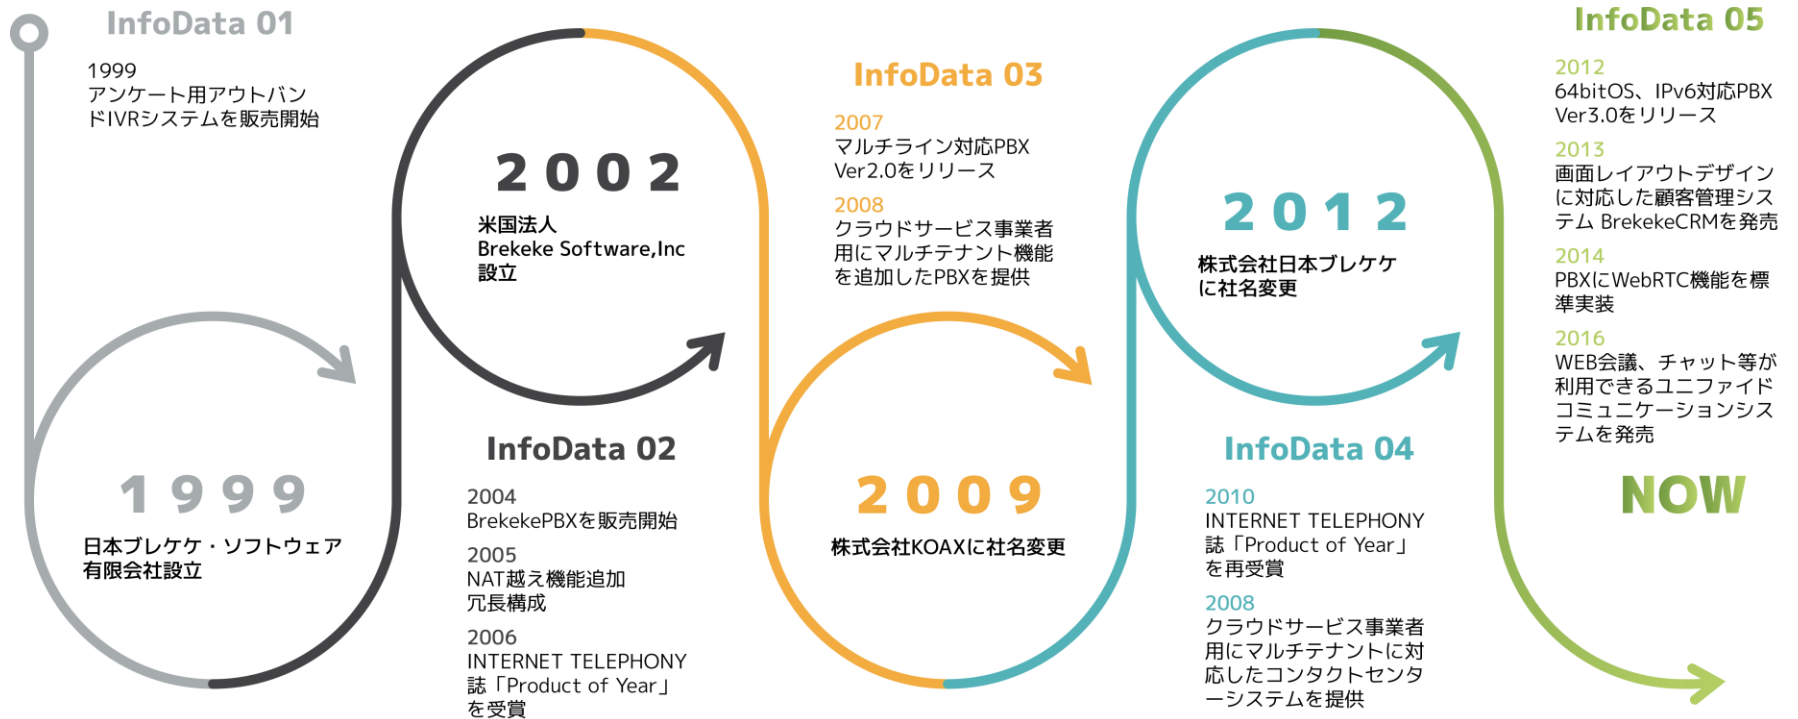 InfoData 01
1999
アンケート用アウトバン
ドIVRシステムを販売開始
1999
日本ブレケケ・ソフトウェア
有限会社設立
2002
米国法人
Brekeke Software,Inc
設立
InfoData 02
2004
BrekekePBXを販売開始
2005
NAT越え機能追加
冗長構成
2006
INTERNET TELEPHONY
誌「Product of Year」
を受賞
InfoData 03
2007
マルチライン対応PBX
Ver2.0をリリース
2008
クラウドサービス事業者
用にマルチテナント機能
を追加したPBXを提供
2009
株式会社KOAXに社名変更
2012
株式会社日本ブレケケ
に社名変更
InfoData 04
2010
INTERNET TELEPHONY
誌「Product of Year」
を再受賞
2008
クラウドサービス事業者
用にマルチテナントに対
応したコンタクトセンタ
ーシステムを提供
InfoData 05
2012
64bitOS、IPv6対応PBX
Ver3.0をリリース
2013
画面レイアウトデザイン
に対応した顧客管理シス
テム BrekekeCRMを発売
2014
PBXにWebRTC機能を標
準実装
2016
WEB会議、チャット等が
利用できるユニファイド
コミュニケーションシス
テムを発売
NOW